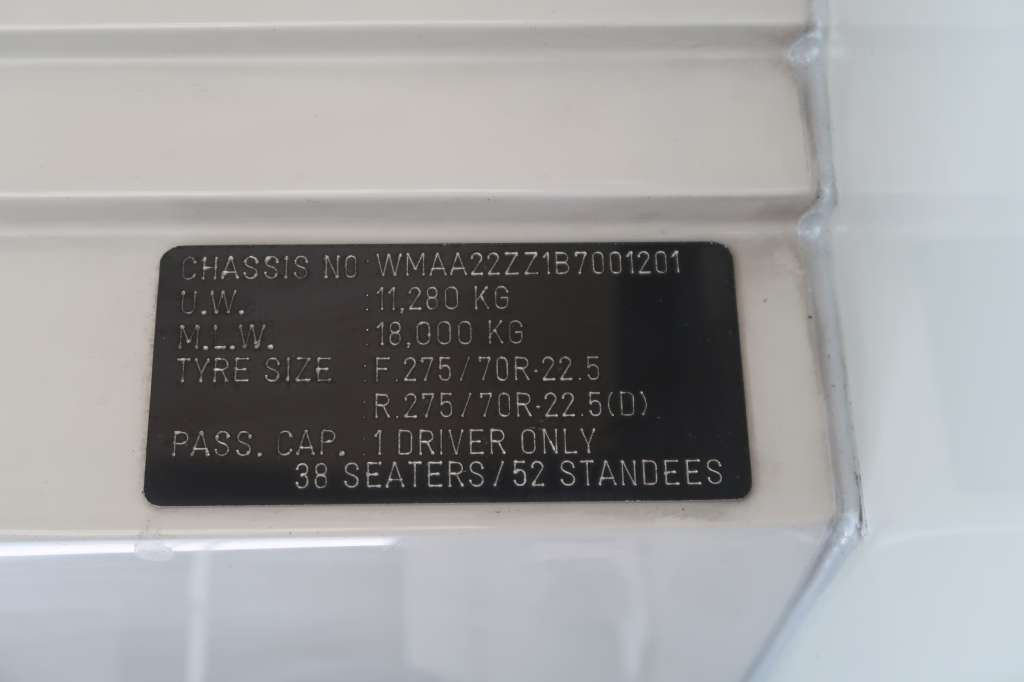 CHASSIS NO : WMAA22ZZ1B7001201
U.W. : 11,280 KG
M.L.W. : 18,000 KG
TYRE SIZE : F.275/70R-22.5
: R.275/70R-22.5(D)
PASS. CAP. : 1 DRIVER ONLY
38 SEATERS/52 STANDEES